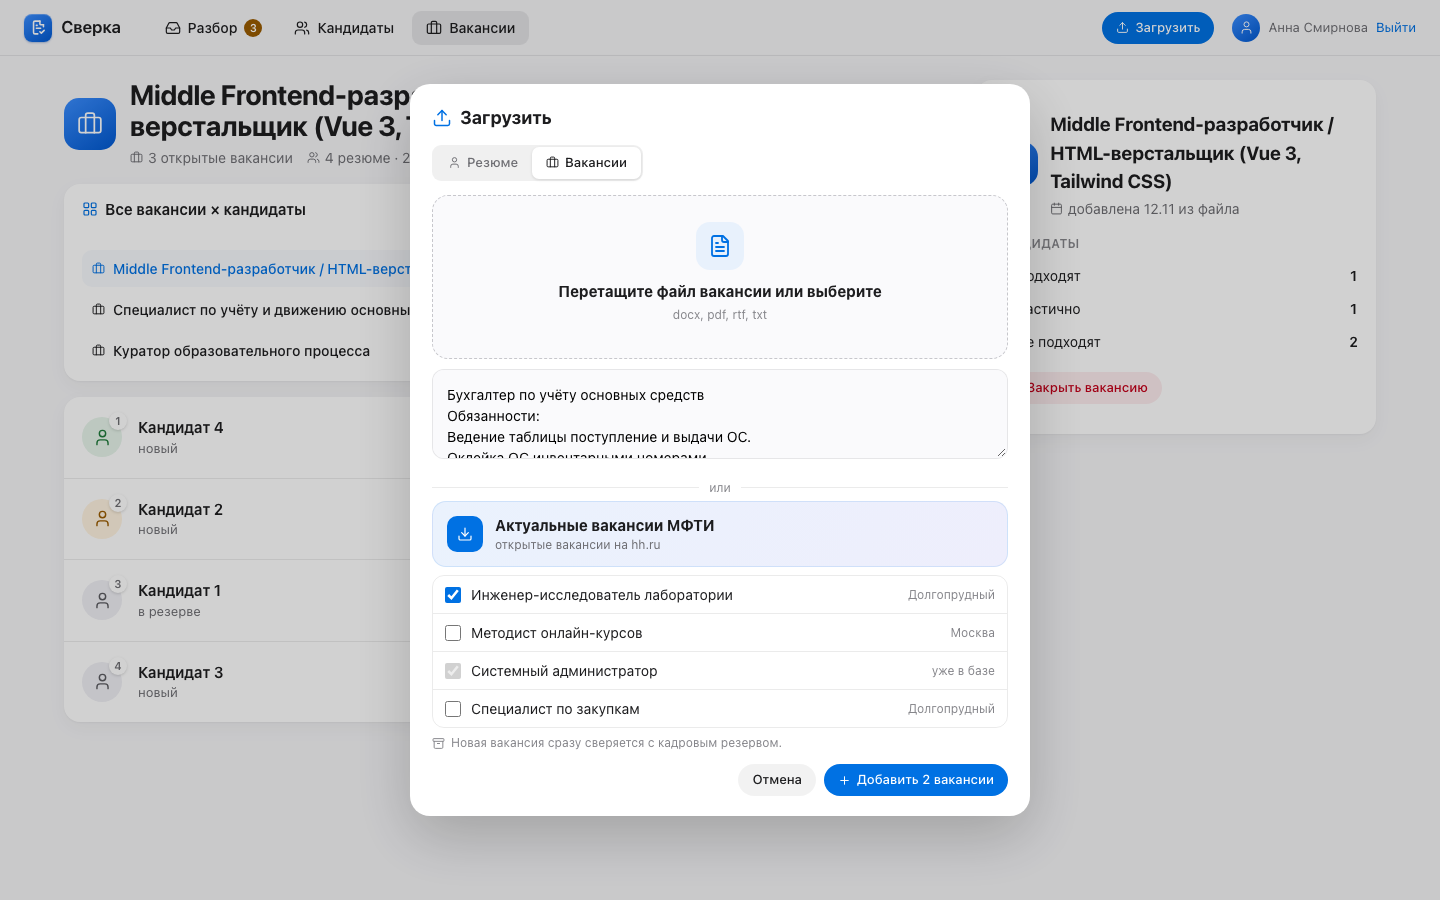 Сверка
Разбор 3
Кандидаты
Вакансии
Загрузить
Анна Смирнова
Выйти
Middle Frontend-разр
верстальщик (Vue 3,
3 открытые вакансии
4 резюме · 2
Все вакансии × кандидаты
Middle Frontend-разработчик / HTML-верст
Специалист по учёту и движению основны
Куратор образовательного процесса
1
Кандидат 4
новый
2
Кандидат 2
новый
3
Кандидат 1
в резерве
4
Кандидат 3
новый
Загрузить
Резюме
Вакансии
Перетащите файл вакансии или выберите
docx, pdf, rtf, txt
Бухгалтер по учёту основных средств
Обязанности:
Ведение таблицы поступление и выдачи ОС.
Оклейка ОС инвентарными номерами
или
Актуальные вакансии МФТИ
открытые вакансии на hh.ru
Инженер-исследователь лаборатории
Долгопрудный
Методист онлайн-курсов
Москва
Системный администратор
уже в базе
Специалист по закупкам
Долгопрудный
Новая вакансия сразу сверяется с кадровым резервом.
Отмена
+ Добавить 2 вакансии
Middle Frontend-разработчик /
HTML-верстальщик (Vue 3,
Tailwind CSS)
добавлена 12.11 из файла
ИДАТЫ
одходят 1
астично 1
е подходят 2
Закрыть вакансию